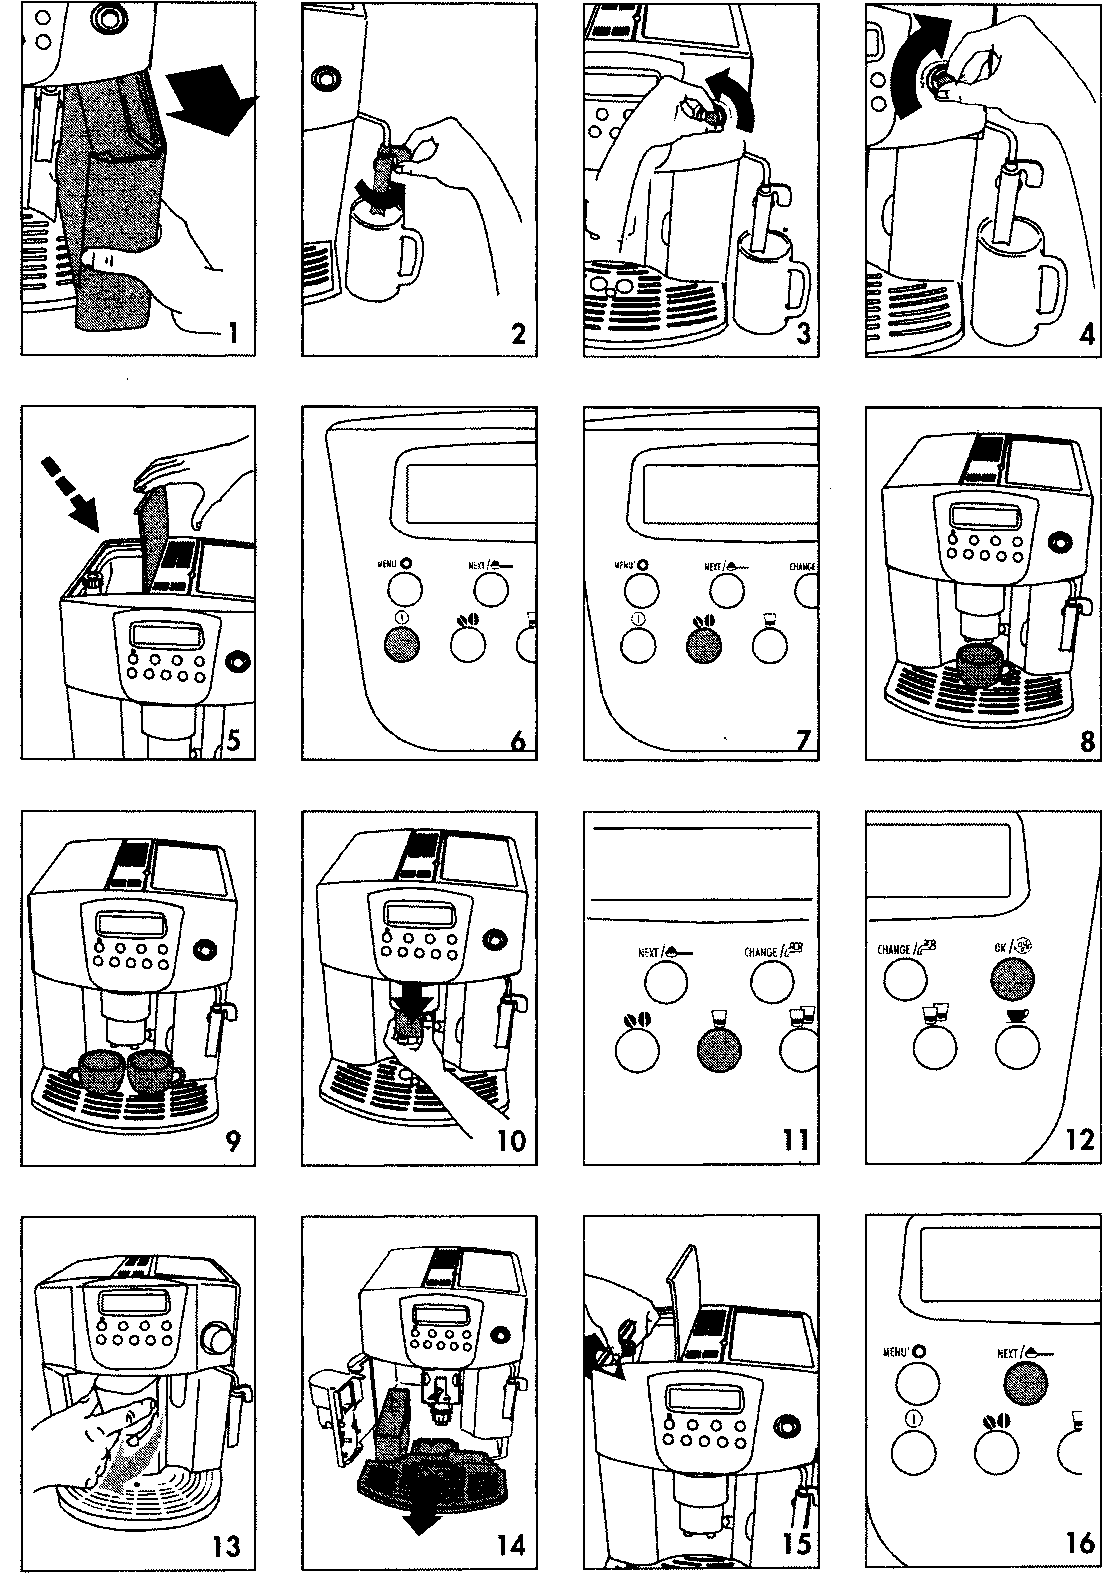 1
2
3
4
5
MENU
NEXT /
6
MENU
NEXT /
CHANGE
7
8
9
10
NEXT /
CHANGE /
11
CHANGE /
OK /
12
13
14
15
MENU
NEXT /
16